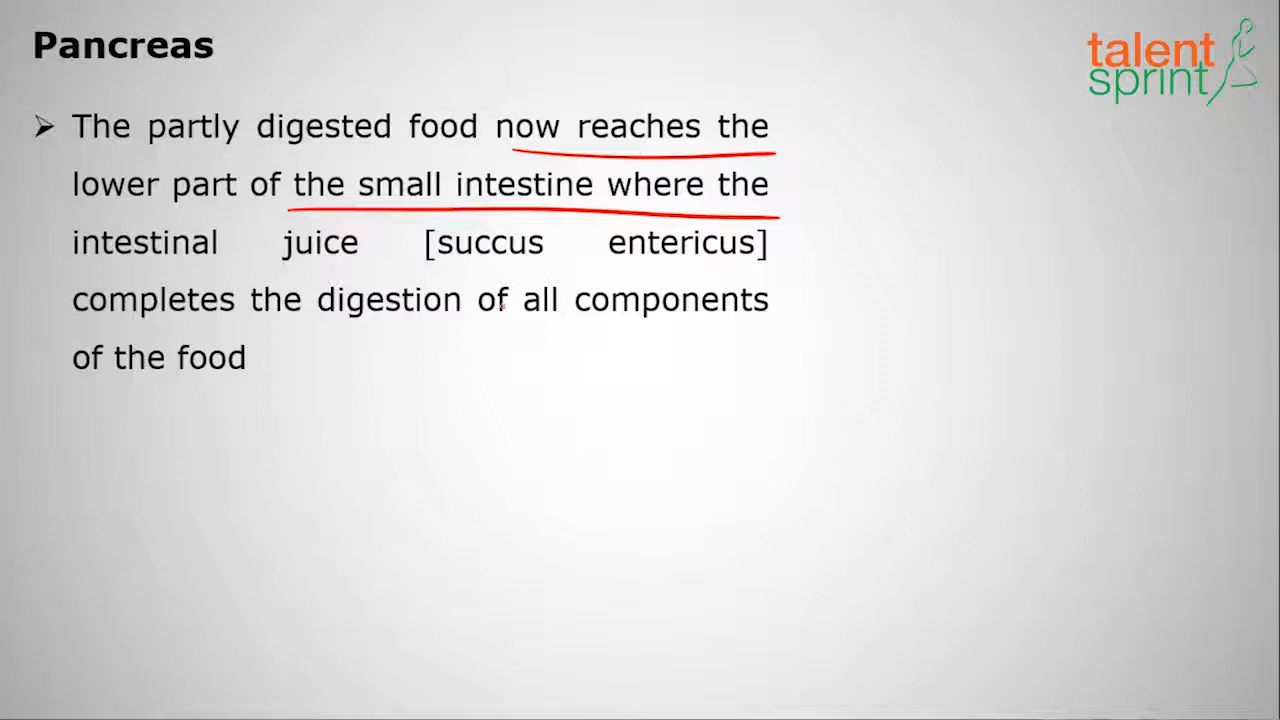 Pancreas
talent
sprint
➢ The partly digested food now reaches the
lower part of the small intestine where the
intestinal juice [succus entericus]
completes the digestion of all components
of the food